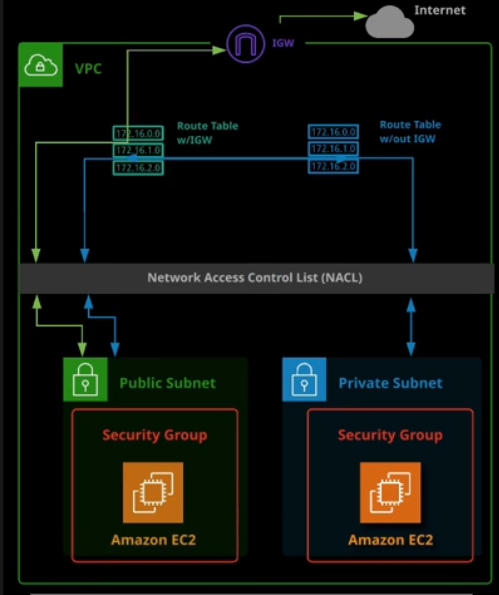 Internet
IGW
VPC
Route Table
w/IGW
172.16.0.0
172.16.1.0
172.16.2.0
Route Table
w/out IGW
172.16.0.0
172.16.1.0
172.16.2.0
Network Access Control List (NACL)
Public Subnet
Security Group
Amazon EC2
Private Subnet
Security Group
Amazon EC2